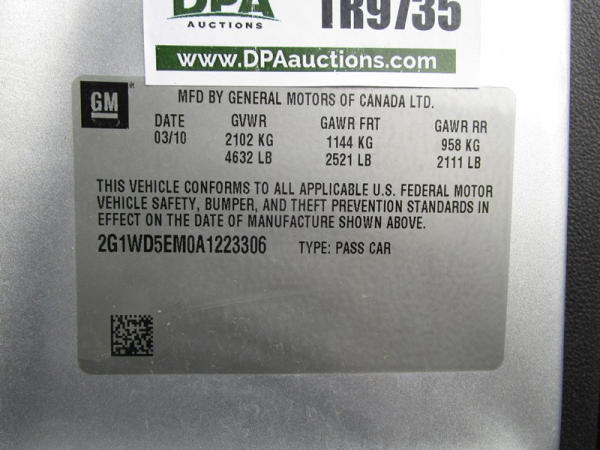 DPA TR9735
AUCTIONS
www.DPAauctions.com
GM MFD BY GENERAL MOTORS OF CANADA LTD.
DATE GVWR GAWR FRT GAWR RR
03/10 2102 KG 1144 KG 958 KG
4632 LB 2521 LB 2111 LB
THIS VEHICLE CONFORMS TO ALL APPLICABLE U.S. FEDERAL MOTOR
VEHICLE SAFETY, BUMPER, AND THEFT PREVENTION STANDARDS IN
EFFECT ON THE DATE OF MANUFACTURE SHOWN ABOVE.
2G1WD5EM0A1223306 TYPE: PASS CAR